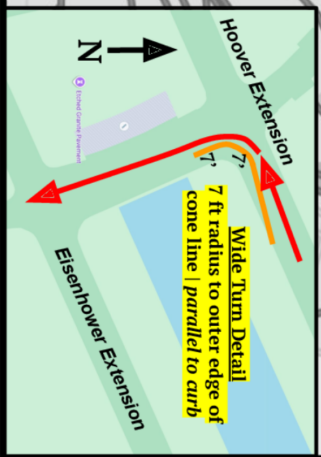 Hoover Extension
N
Etched Granite Pavement
7'
7'
Wide Turn Detail
7 ft radius to outer edge of
cone line | parallel to curb
Eisenhower Extension